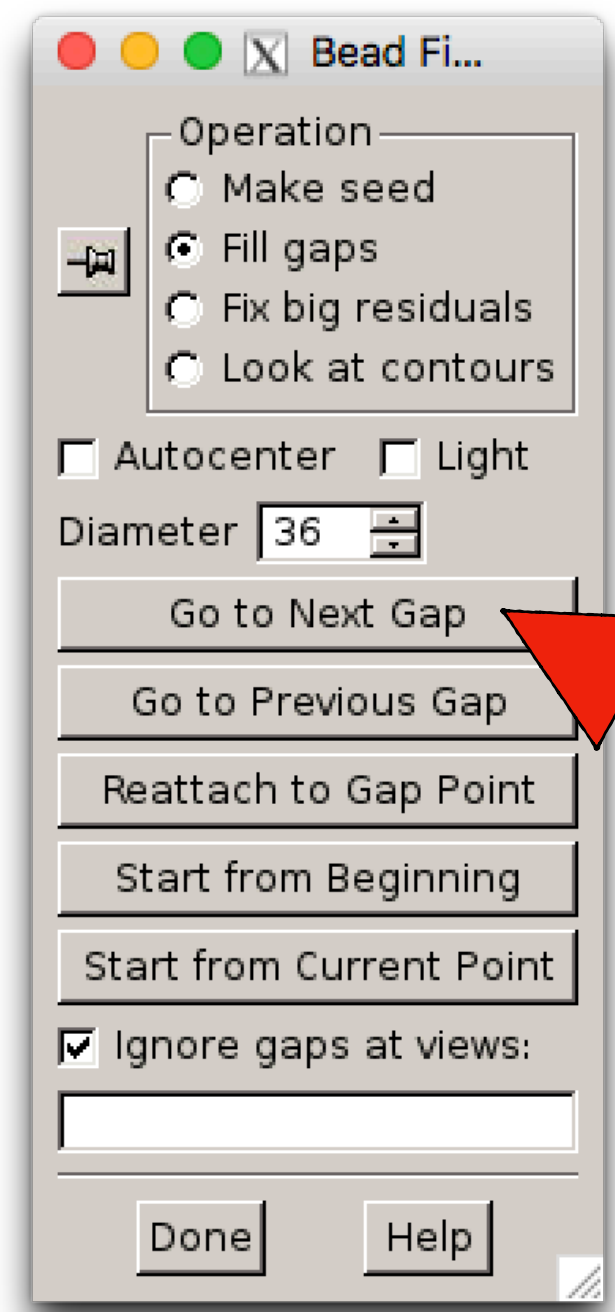 Bead Fi...
Operation
Make seed
Fill gaps
Fix big residuals
Look at contours
Autocenter Light
Diameter 36
Go to Next Gap
Go to Previous Gap
Reattach to Gap Point
Start from Beginning
Start from Current Point
Ignore gaps at views:
Done Help